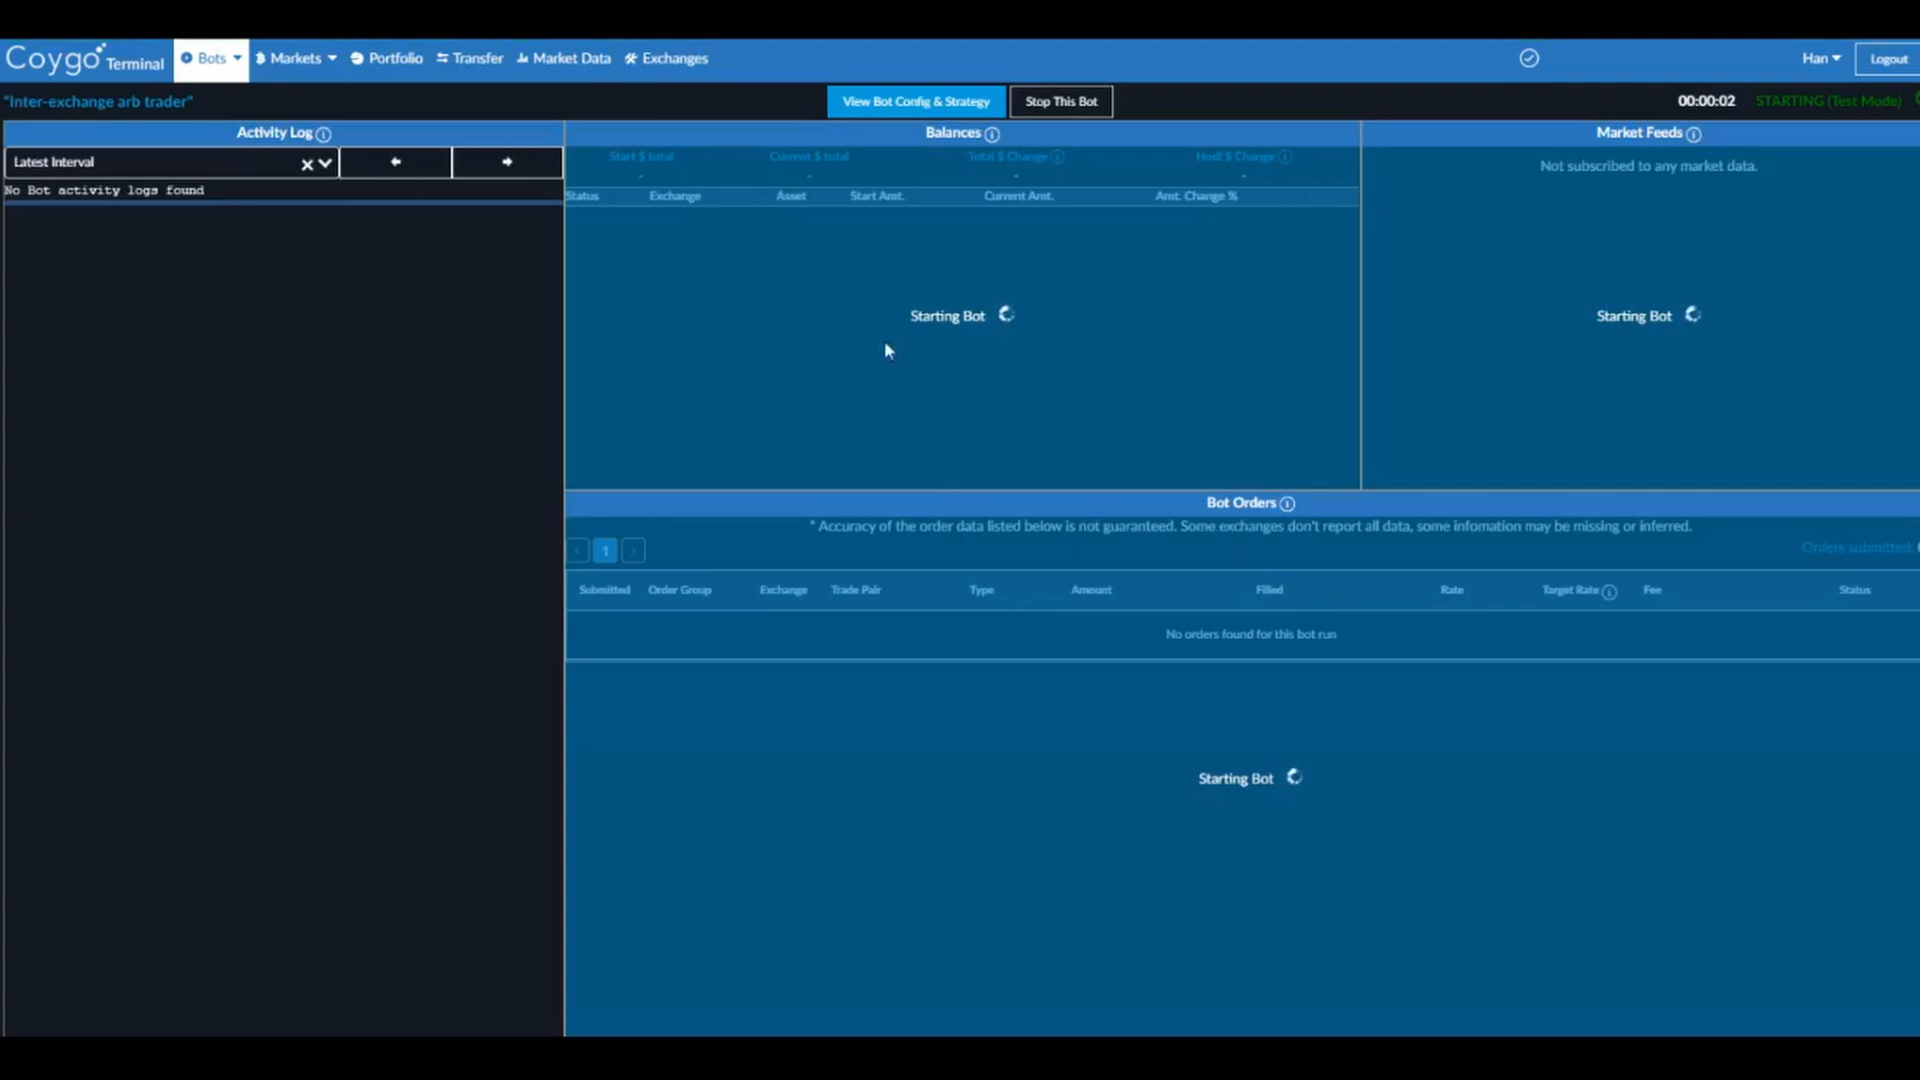 Coygo Terminal Bots Markets Portfolio Transfer Market Data Exchanges Han Logout
"Inter-exchange arb trader" View Bot Config & Strategy Stop This Bot 00:00:02 STARTING (Test Mode)
Activity Log
Latest Interval
No Bot activity logs found
Balances
Start $ total Current $ total Total $ Change Hodl $ Change
- - - -
Status Exchange Asset Start Amt. Current Amt. Amt. Change %
Starting Bot
Market Feeds
Not subscribed to any market data.
Starting Bot
Bot Orders
* Accuracy of the order data listed below is not guaranteed. Some exchanges don't report all data, some infomation may be missing or inferred.
1
Orders submitted:
Submitted Order Group Exchange Trade Pair Type Amount Filled Rate Target Rate Fee Status
No orders found for this bot run
Starting Bot